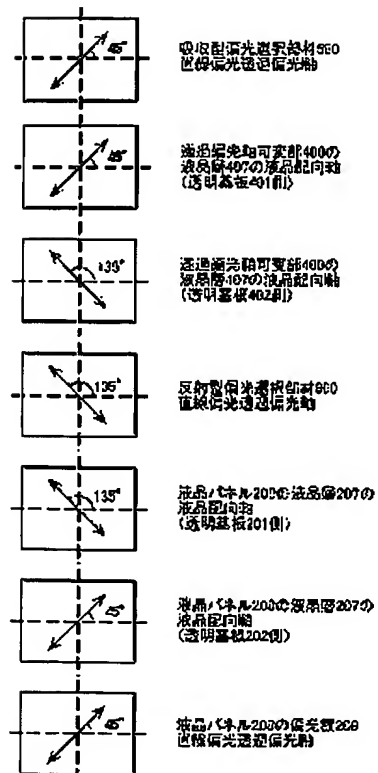 45°
吸収型偏光選択部材500
直線偏光透過偏光軸
45°
透過偏光軸可変部400の
液晶層407の液晶配向軸
(透明基板401側)
135°
透過偏光軸可変部400の
液晶層407の液晶配向軸
(透明基板402側)
135°
反射型偏光選択部材300
直線偏光透過偏光軸
135°
液晶パネル200の液晶層207の
液晶配向軸
(透明基板201側)
45°
液晶パネル200の液晶層207の
液晶配向軸
(透明基板202側)
45°
液晶パネル200の偏光板208
直線偏光透過偏光軸